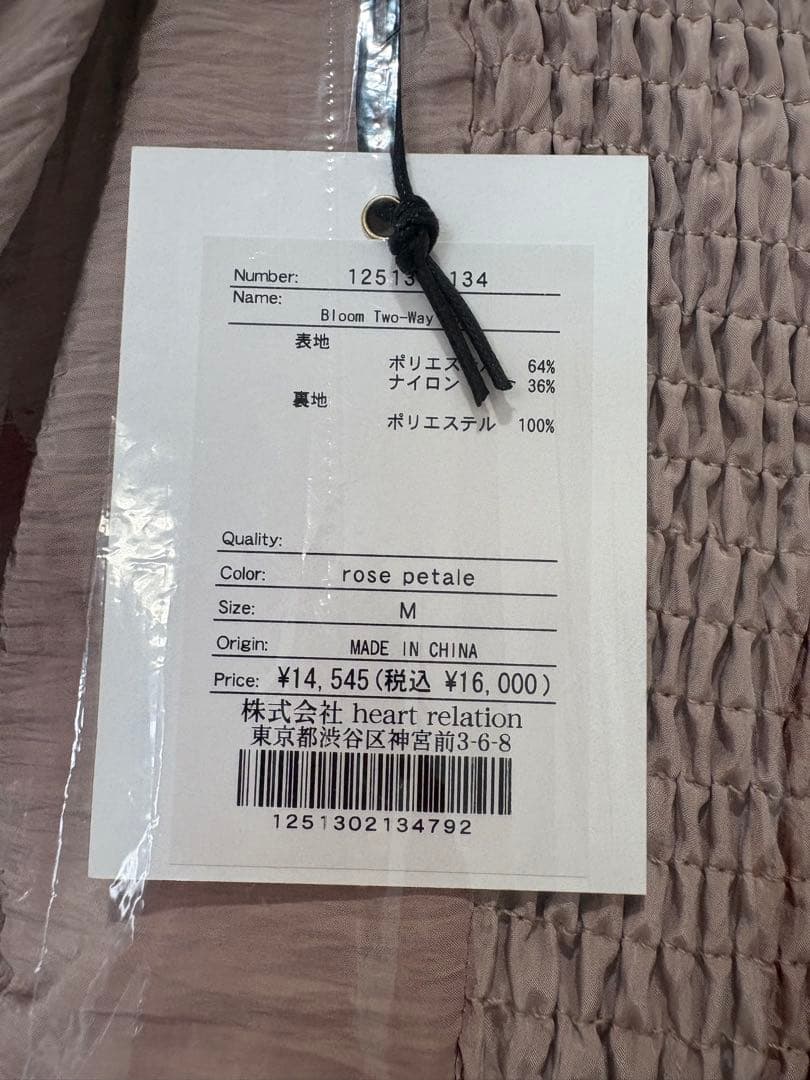 Number: 1251302134
Name:
Bloom Two-Way
表地
ポリエステル 64%
ナイロン 36%
裏地
ポリエステル 100%
Quality:
Color: rose petale
Size: M
Origin: MADE IN CHINA
Price: ¥14,545(税込 ¥16,000)
株式会社 heart relation
東京都渋谷区神宮前3-6-8
1251302134792